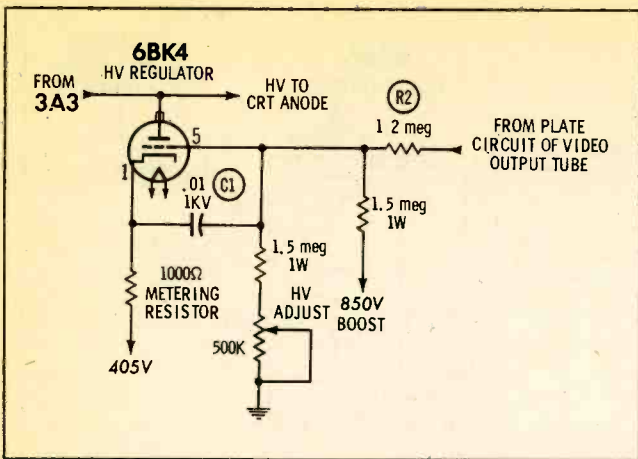 6BK4
HV REGULATOR
FROM
3A3
HV TO
CRT ANODE
R2
1 2 meg
FROM PLATE
CIRCUIT OF VIDEO
OUTPUT TUBE
5
1
.01
1KV
C1
1.5 meg
1W
1.5 meg
1W
1000Ω
METERING
RESISTOR
HV
ADJUST
850V
BOOST
500K
405V